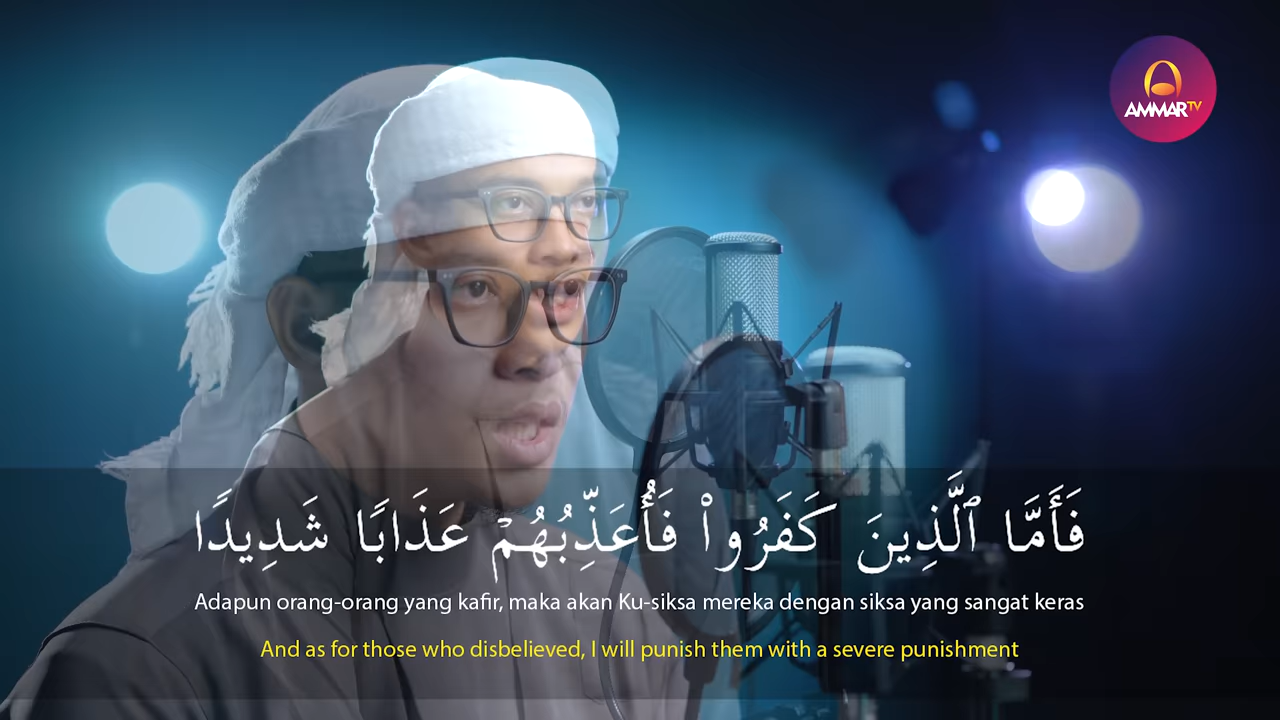 AMMARTV
فَأَمَّا ٱلَّذِينَ كَفَرُوا۟ فَأُعَذِّبُهُمْ عَذَابًا شَدِيدًا
Adapun orang-orang yang kafir, maka akan Ku-siksa mereka dengan siksa yang sangat keras
And as for those who disbelieved, I will punish them with a severe punishment